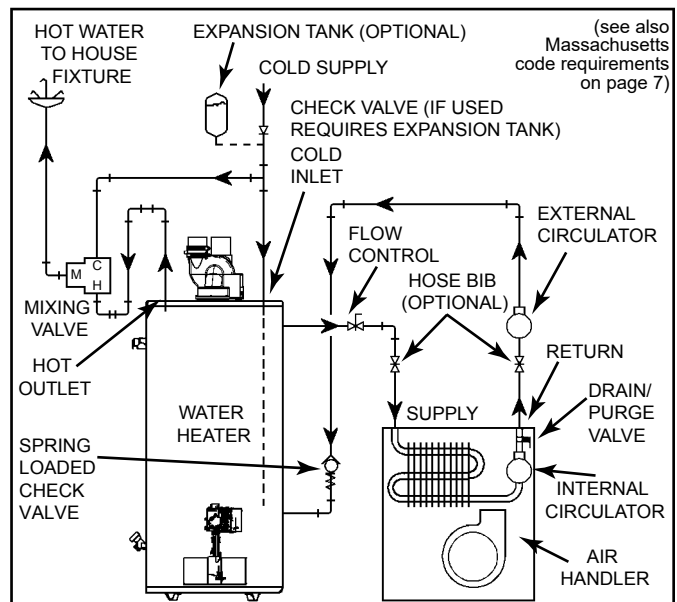 HOT WATER
TO HOUSE
FIXTURE
EXPANSION TANK (OPTIONAL)
(see also
Massachusetts
code requirements
on page 7)
COLD SUPPLY
CHECK VALVE (IF USED
REQUIRES EXPANSION TANK)
COLD
INLET
FLOW
CONTROL
EXTERNAL
CIRCULATOR
HOSE BIB
(OPTIONAL)
M
C
H
MIXING
VALVE
HOT
OUTLET
RETURN
DRAIN/
PURGE
VALVE
SUPPLY
WATER
HEATER
SPRING
LOADED
CHECK
VALVE
INTERNAL
CIRCULATOR
AIR
HANDLER